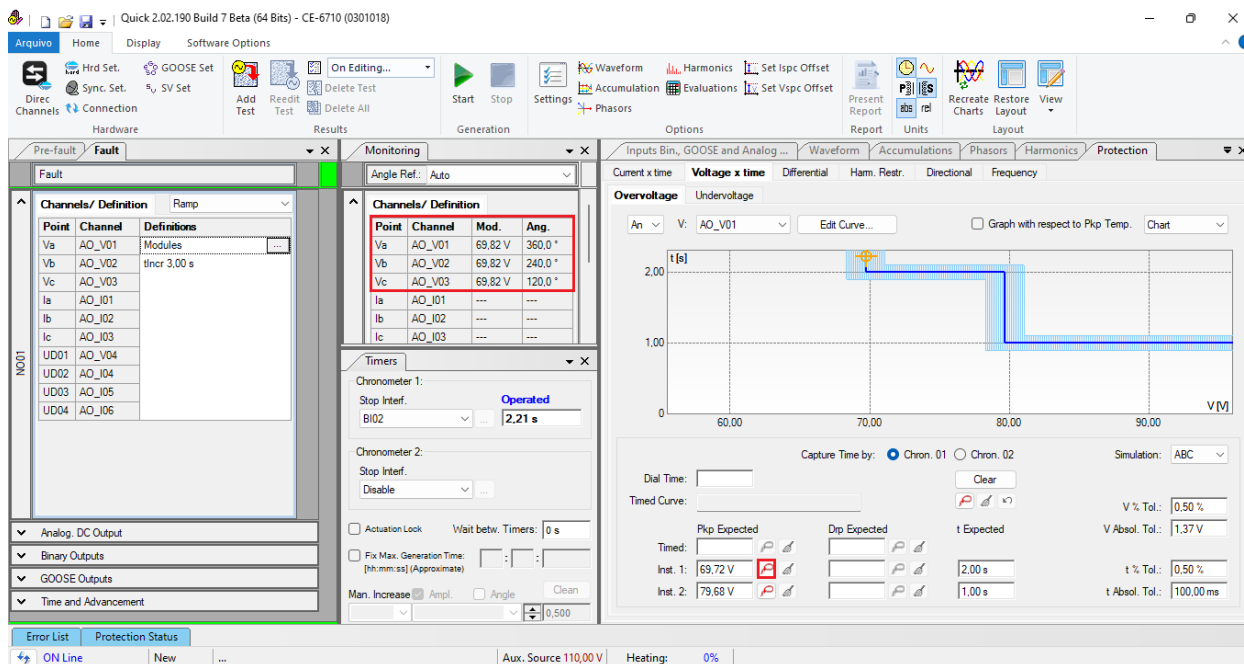 Quick 2.02.190 Build 7 Beta (64 Bits) - CE-6710 (0301018)
Arquivo Home Display Software Options
Direc Channels
Hrd Set.
Sync. Set.
Connection
GOOSE Set
SV Set
Hardware
Add Test
Reedit Test
On Editing...
Delete Test
Delete All
Results
Start Stop
Generation
Settings
Waveform Harmonics Set Ispc Offset
Accumulation Evaluations Set Vspc Offset
Phasors
Options
Present Report
Report
abs rel
Units
Recreate Charts
Restore Layout
View
Layout
Pre-fault Fault
Fault
NO01
Channels/ Definition Ramp
Point Channel Definitions
Va AO_V01 Modules ...
Vb AO_V02 tIncr 3,00 s
Vc AO_V03
Ia AO_I01
Ib AO_I02
Ic AO_I03
UD01 AO_V04
UD02 AO_I04
UD03 AO_I05
UD04 AO_I06
Analog. DC Output
Binary Outputs
GOOSE Outputs
Time and Advancement
Monitoring
Angle Ref.: Auto
Channels/ Definition
Point Channel Mod. Ang.
Va AO_V01 69,82 V 360,0 °
Vb AO_V02 69,82 V 240,0 °
Vc AO_V03 69,82 V 120,0 °
Ia AO_I01 --- ---
Ib AO_I02 --- ---
Ic AO_I03 --- ---
Timers
Chronometer 1:
Stop Interf. Operated
BI02 ... 2,21 s
Chronometer 2:
Stop Interf.
Disable ...
Actuation Lock Wait betw. Timers: 0 s
Fix Max. Generation Time:
[hh:mm:ss] (Approximate)
: :
Clean
Man. Increase Ampl. Angle
0,500
Inputs Bin., GOOSE and Analog ... Waveform Accumulations Phasors Harmonics Protection
Current x time Voltage x time Differential Harm. Restr. Directional Frequency
Overvoltage Undervoltage
An V: AO_V01 Edit Curve... Graph with respect to Pkp Temp. Chart
t [s]
2,00
1,00
0
60,00 70,00 80,00 90,00
V [V]
Capture Time by: Chron. 01 Chron. 02 Simulation: ABC
Dial Time: Clear
Timed Curve: V % Tol.: 0,50 %
Pkp Expected Drp Expected t Expected V Absol. Tol.: 1,37 V
Timed:
Inst. 1: 69,72 V 2,00 s t % Tol.: 0,50 %
Inst. 2: 79,68 V 1,00 s t Absol. Tol.: 100,00 ms
Error List Protection Status
ON Line New ... Aux. Source 110,00 V Heating: 0%